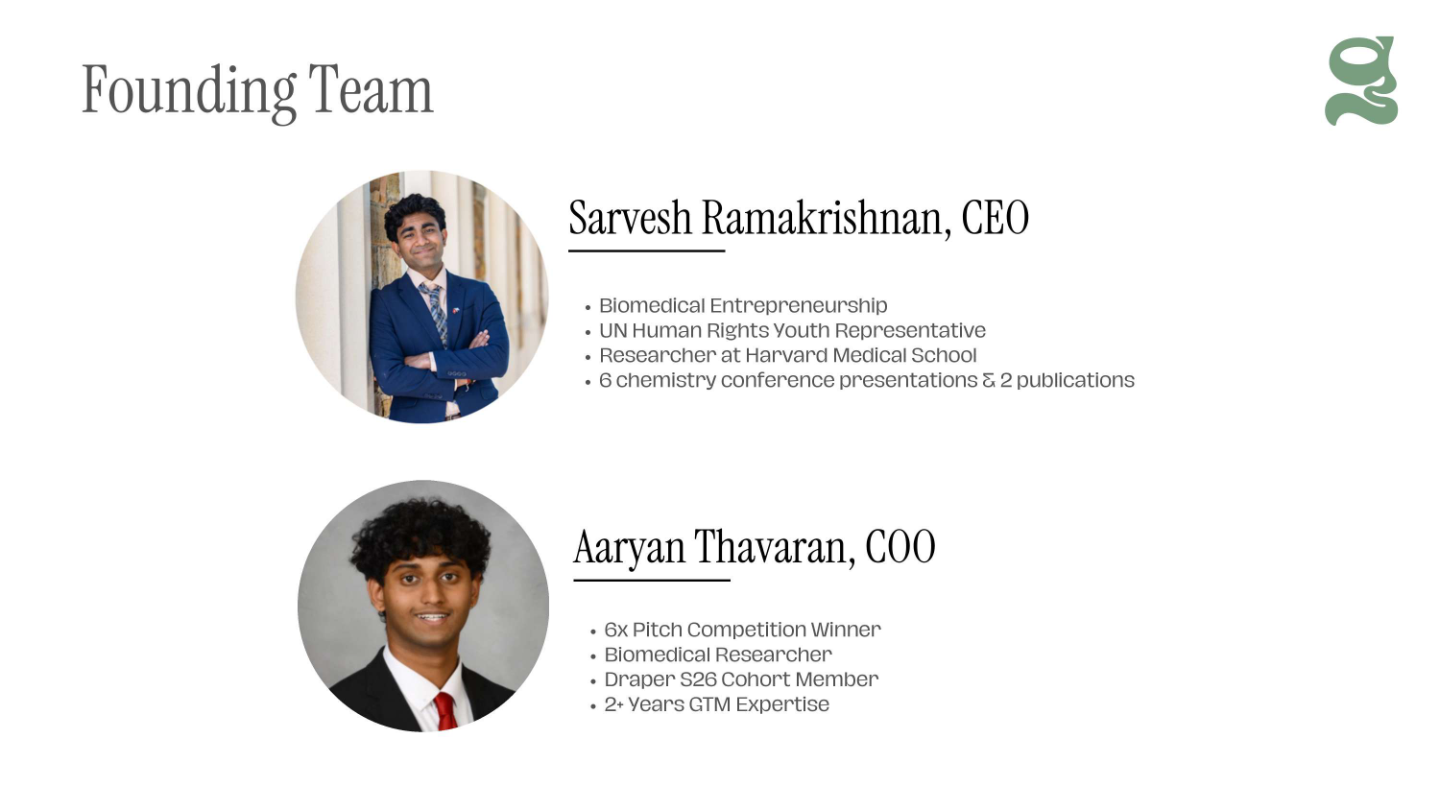 Founding Team
g
Sarvesh Ramakrishnan, CEO
• Biomedical Entrepreneurship
• UN Human Rights Youth Representative
• Researcher at Harvard Medical School
• 6 chemistry conference presentations & 2 publications
Aaryan Thavaran, COO
• 6x Pitch Competition Winner
• Biomedical Researcher
• Draper S26 Cohort Member
• 2+ Years GTM Expertise